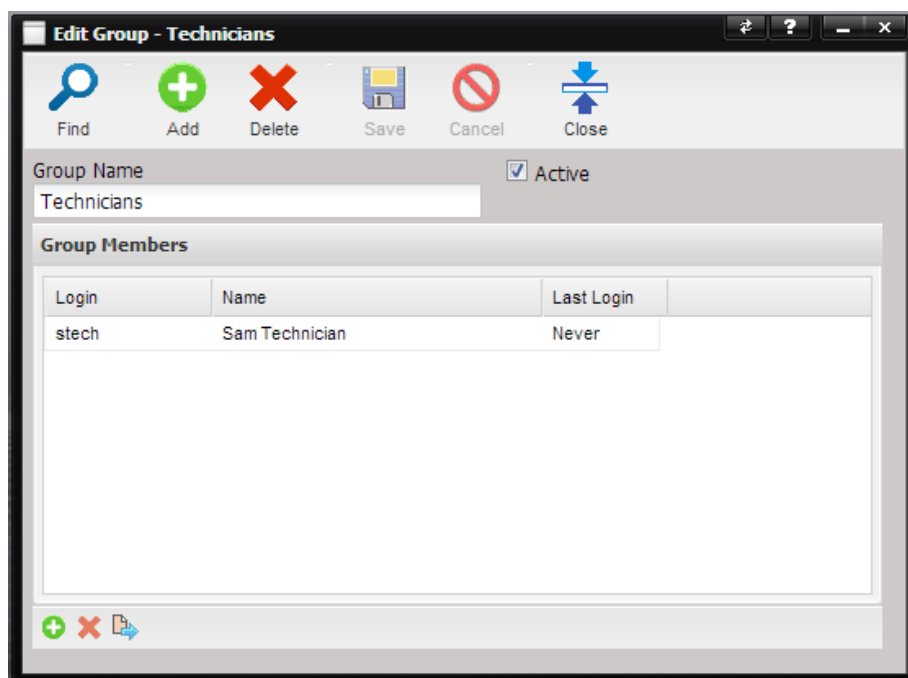 Edit Group - Technicians ?
Find Add Delete Save Cancel Close
Group Name Active
Technicians
Group Members
Login Name Last Login
stech Sam Technician Never